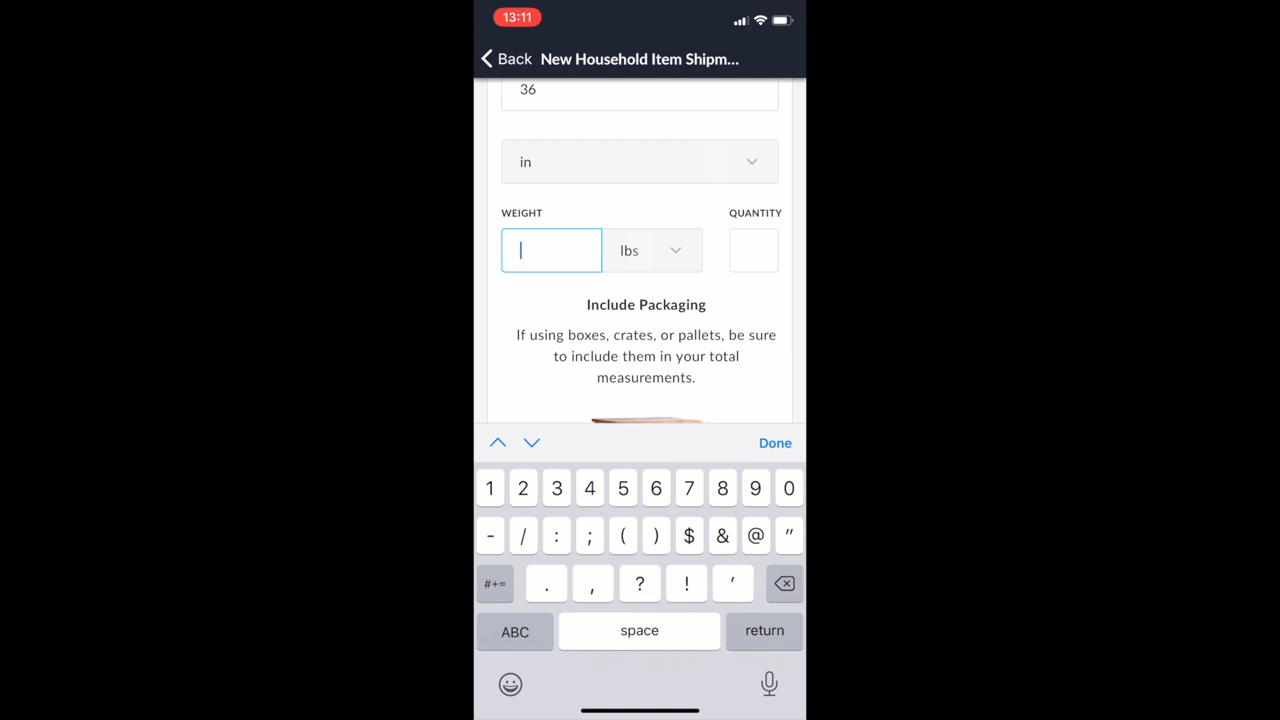 13:11
Back New Household Item Shipm...
36
in
WEIGHT QUANTITY
lbs
Include Packaging
If using boxes, crates, or pallets, be sure
to include them in your total
measurements.
Done
1 2 3 4 5 6 7 8 9 0
- / : ; ( ) $ & @ "
#+= . , ? ! '
ABC space return